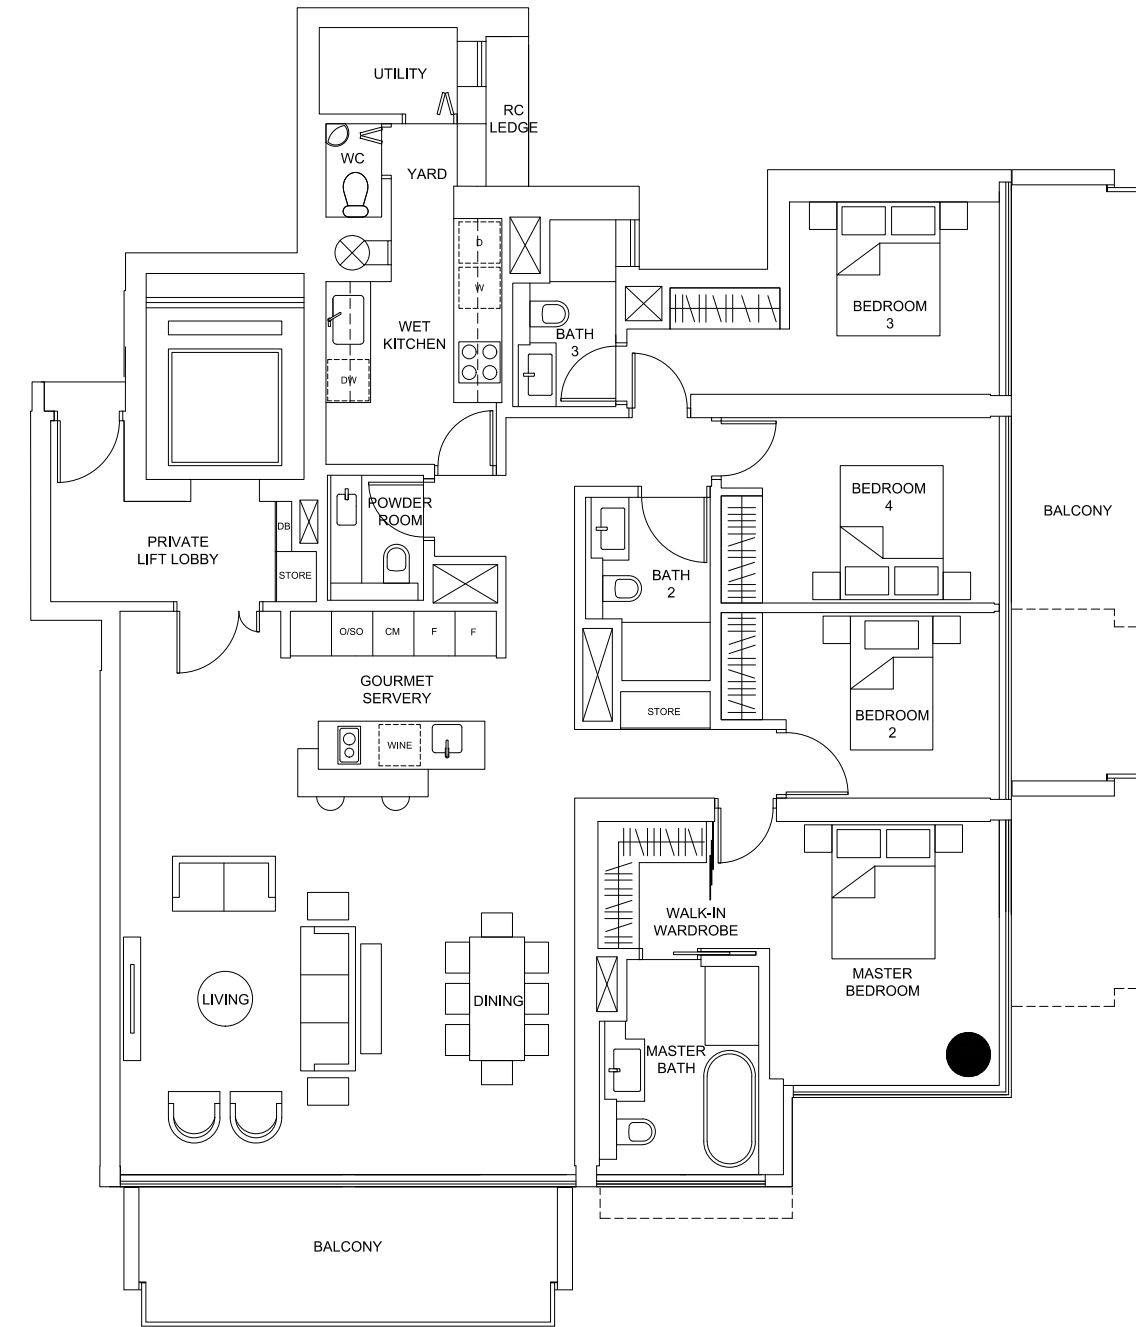 UTILITY
RC
LEDGE
WC
YARD
D
W
WET
KITCHEN
DW
BATH
3
BEDROOM
3
BEDROOM
4
BALCONY
POWDER
ROOM
DB
PRIVATE
LIFT LOBBY
STORE
BATH
2
O/SO
CM
F
F
GOURMET
SERVERY
STORE
BEDROOM
2
WINE
WALK-IN
WARDROBE
MASTER
BEDROOM
LIVING
DINING
MASTER
BATH
BALCONY